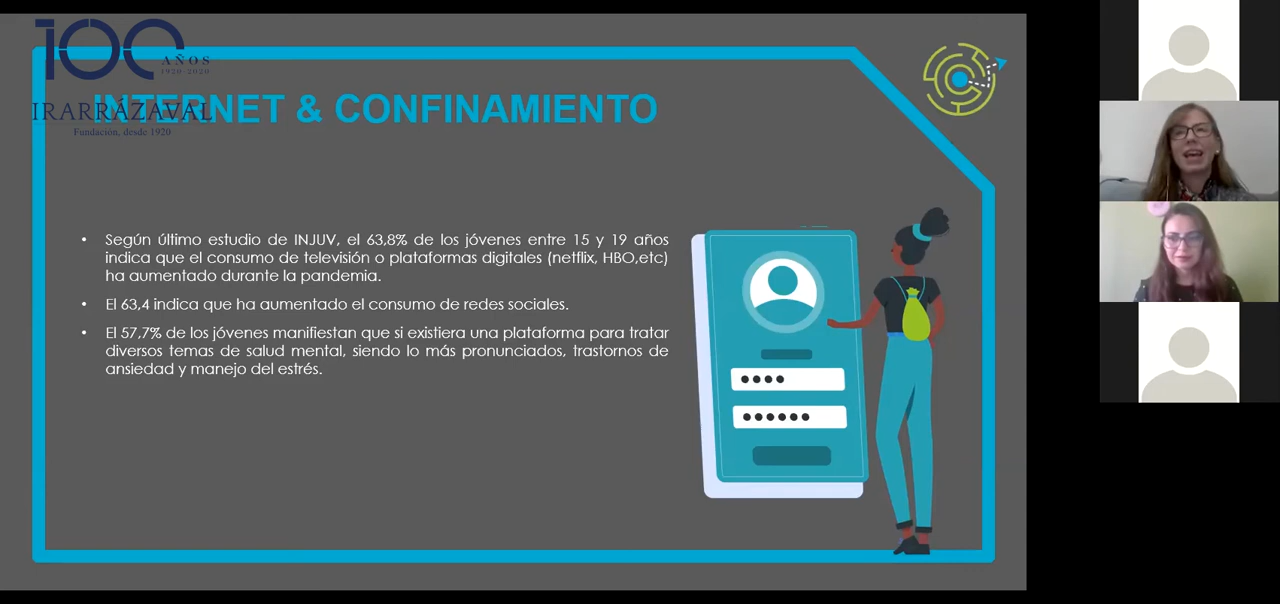 100
AÑOS
1920-2020
IRARRÁZAVAL
Fundación, desde 1920
INTERNET & CONFINAMIENTO
• Según último estudio de INJUV, el 63,8% de los jóvenes entre 15 y 19 años
indica que el consumo de televisión o plataformas digitales (netflix, HBO,etc)
ha aumentado durante la pandemia.
• El 63,4 indica que ha aumentado el consumo de redes sociales.
• El 57,7% de los jóvenes manifiestan que si existiera una plataforma para tratar
diversos temas de salud mental, siendo lo más pronunciados, trastornos de
ansiedad y manejo del estrés.